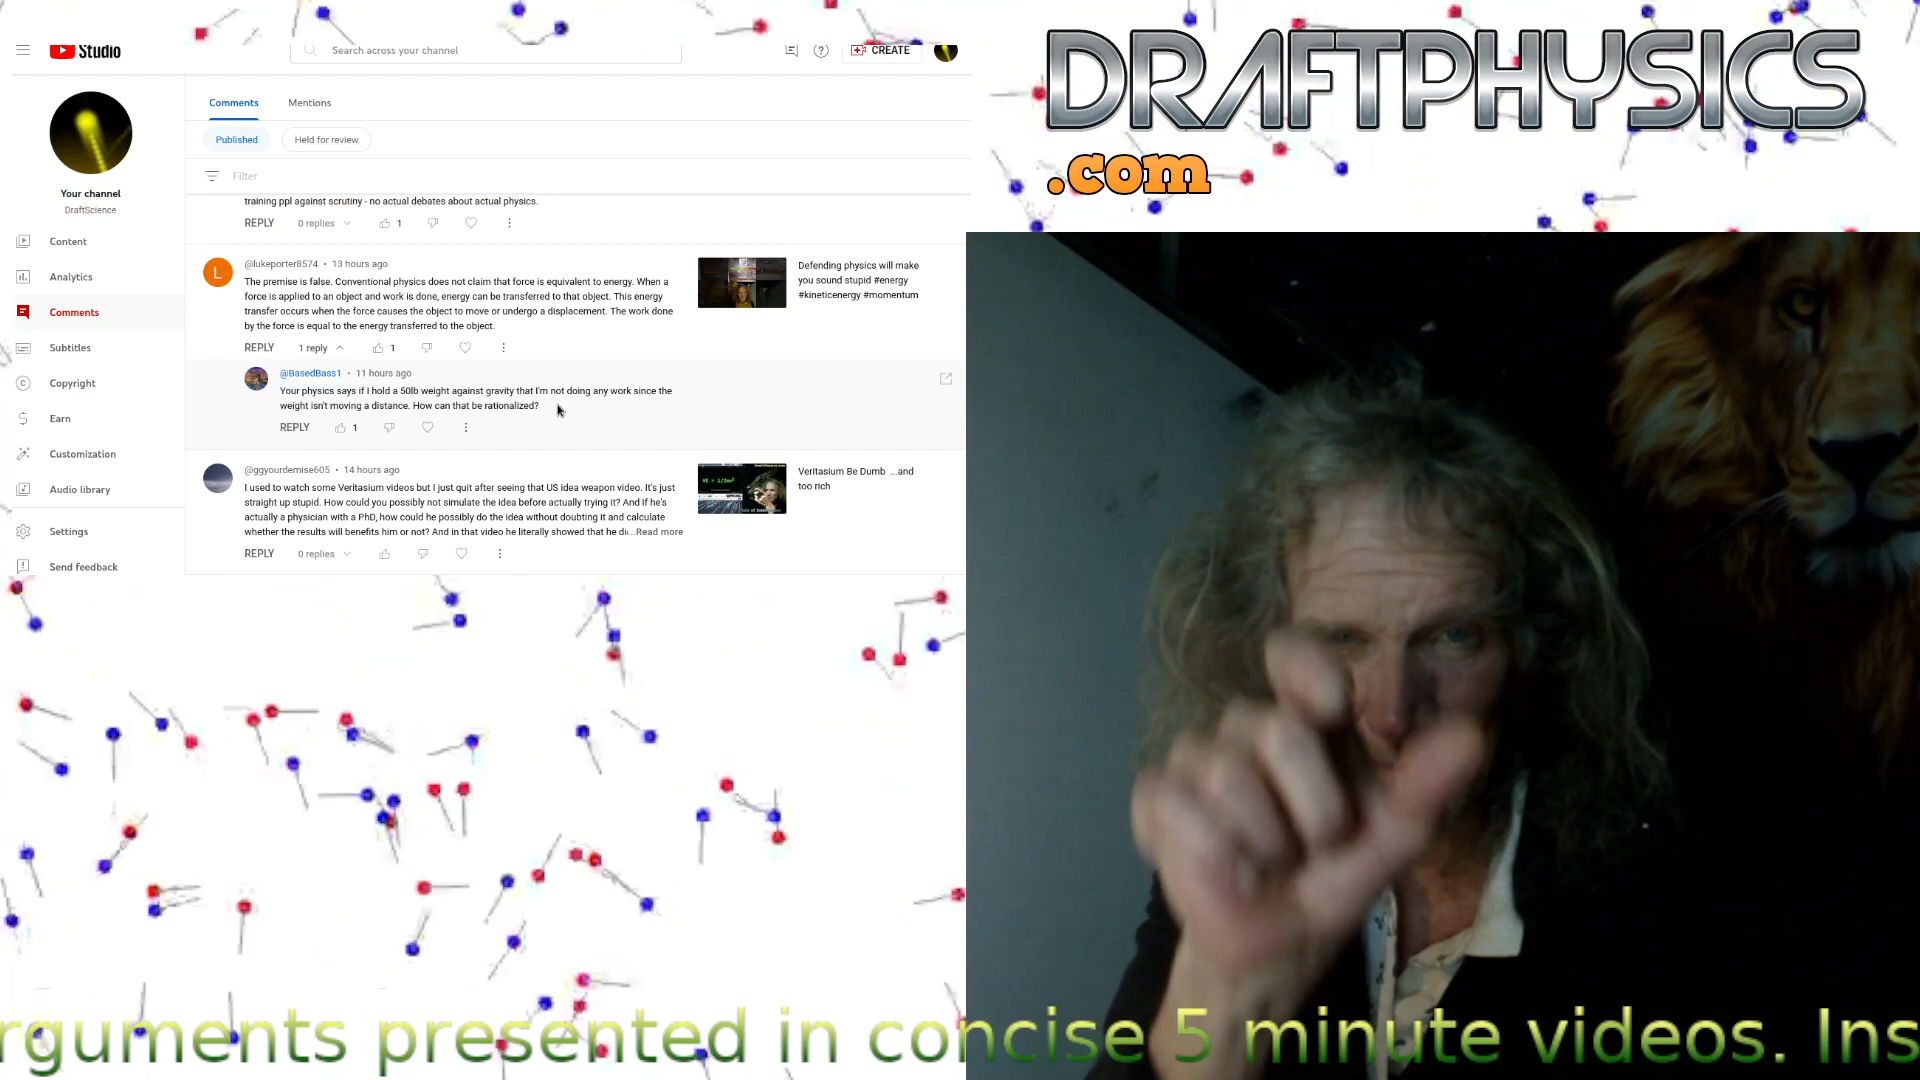 Studio
Search across your channel
CREATE
DRAFTPHYSICS
.com
Your channel
DraftScience
Content
Analytics
Comments
Subtitles
Copyright
Earn
Customization
Audio library
Settings
Send feedback
Comments
Mentions
Published
Held for review
Filter
training ppl against scrutiny - no actual debates about actual physics.
REPLY
0 replies
1
L
@lukeporter8574 • 13 hours ago
The premise is false. Conventional physics does not claim that force is equivalent to energy. When a
force is applied to an object and work is done, energy can be transferred to that object. This energy
transfer occurs when the force causes the object to move or undergo a displacement. The work done
by the force is equal to the energy transferred to the object.
Defending physics will make
you sound stupid #energy
#kineticenergy #momentum
REPLY
1 reply
1
@BasedBass1 • 11 hours ago
Your physics says if I hold a 50lb weight against gravity that I'm not doing any work since the
weight isn't moving a distance. How can that be rationalized?
REPLY
1
@ggyourdemise605 • 14 hours ago
I used to watch some Veritasium videos but I just quit after seeing that US Idea weapon video. It's just
straight up stupid. How could you possibly not simulate the idea before actually trying it? And if he's
actually a physician with a PhD, how could he possibly do the idea without doubting it and calculate
whether the results will benefits him or not? And in that video he literally showed that he di...Read more
Veritasium Be Dumb ...and
too rich
REPLY
0 replies
rguments presented in concise 5 minute videos. Ins